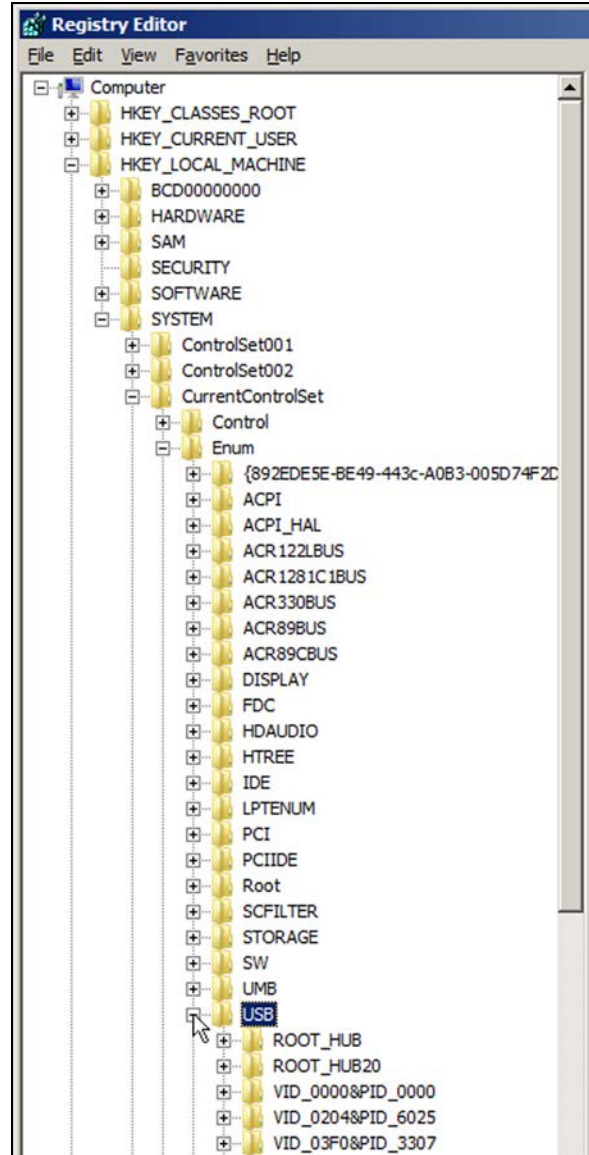 Registry Editor
File Edit View Favorites Help
Computer
HKEY_CLASSES_ROOT
HKEY_CURRENT_USER
HKEY_LOCAL_MACHINE
BCD00000000
HARDWARE
SAM
SECURITY
SOFTWARE
SYSTEM
ControlSet001
ControlSet002
CurrentControlSet
Control
Enum
{892EDE5E-BE49-443c-A0B3-005D74F2D
ACPI
ACPI_HAL
ACR122LBUS
ACR1281C1BUS
ACR330BUS
ACR89BUS
ACR89CBUS
DISPLAY
FDC
HDAUDIO
HTREE
IDE
LPTENUM
PCI
PCIIDE
Root
SCFILTER
STORAGE
SW
UMB
USB
ROOT_HUB
ROOT_HUB20
VID_0000&PID_0000
VID_0204&PID_6025
VID_03F0&PID_3307